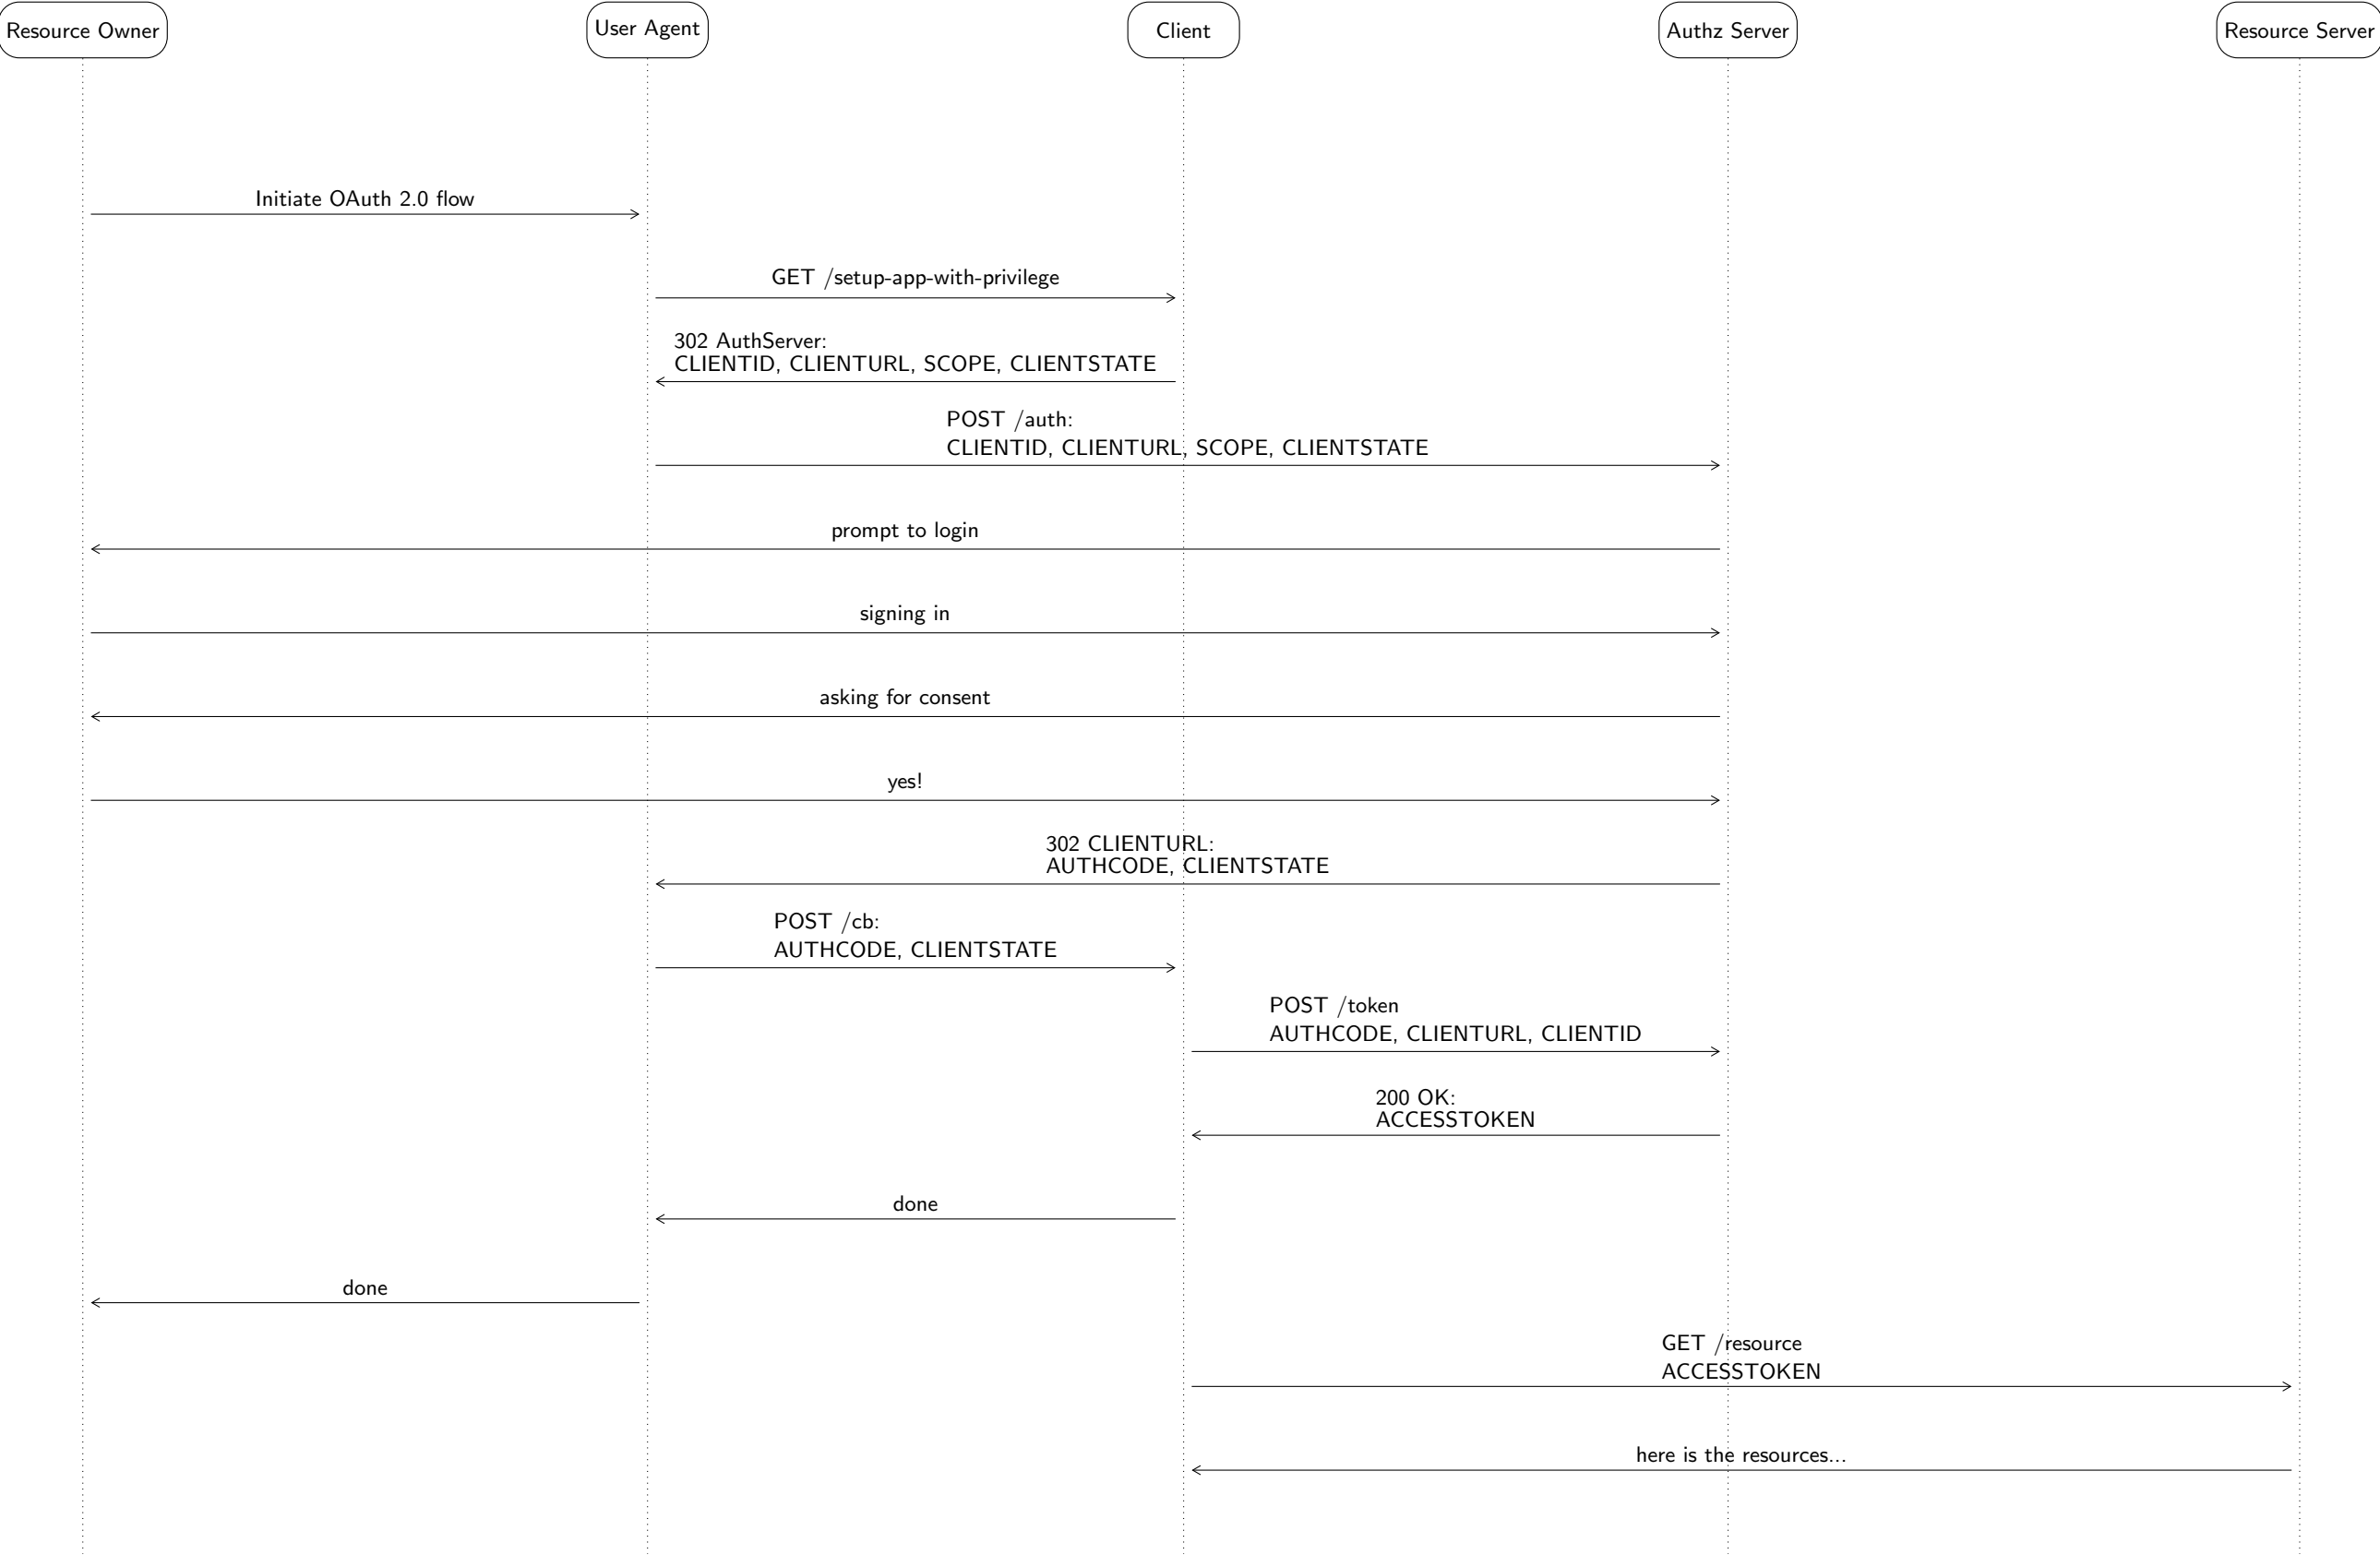 Resource Owner
User Agent
Client
Authz Server
Resource Server
Initiate OAuth 2.0 flow
GET /setup-app-with-privilege
302 AuthServer:
CLIENTID, CLIENTURL, SCOPE, CLIENTSTATE
POST /auth:
CLIENTID, CLIENTURL, SCOPE, CLIENTSTATE
prompt to login
signing in
asking for consent
yes!
302 CLIENTURL:
AUTHCODE, CLIENTSTATE
POST /cb:
AUTHCODE, CLIENTSTATE
POST /token
AUTHCODE, CLIENTURL, CLIENTID
200 OK:
ACCESSTOKEN
done
done
GET /resource
ACCESSTOKEN
here is the resources...